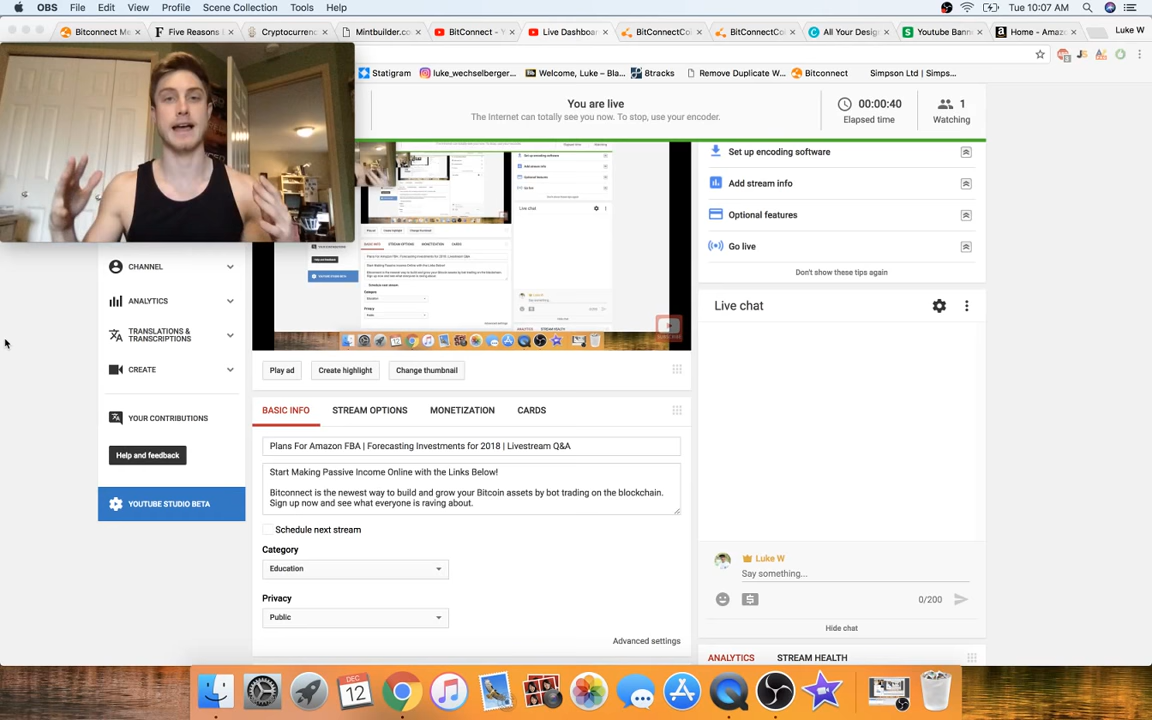 OBS File Edit View Profile Scene Collection Tools Help Tue 10:07 AM Luke W
Bitconnect Me Five Reasons Cryptocurre Mintbuilder.co BitConnect - Y Live Dashboa BitConnectCo BitConnectCo All Your Desig Youtube Bann Home - Amaz Luke W
Statigram luke_wechselberger... Welcome, Luke – Bla... 8tracks Remove Duplicate W... Bitconnect Simpson Ltd | Simps...
You are live
The Internet can totally see you now. To stop, use your encoder.
00:00:40
Elapsed time
1
Watching
Set up encoding software
Add stream info
Optional features
Go live
Don't show these tips again
CHANNEL
ANALYTICS
TRANSLATIONS &
TRANSCRIPTIONS
CREATE
YOUR CONTRIBUTIONS
Help and feedback
YOUTUBE STUDIO BETA
Play ad Create highlight Change thumbnail
BASIC INFO STREAM OPTIONS MONETIZATION CARDS
Plans For Amazon FBA | Forecasting Investments for 2018 | Livestream Q&A
Start Making Passive Income Online with the Links Below!
Bitconnect is the newest way to build and grow your Bitcoin assets by bot trading on the blockchain.
Sign up now and see what everyone is raving about.
Schedule next stream
Category
Education
Privacy
Public
Advanced settings
Live chat
Luke W
Say something...
0/200
Hide chat
ANALYTICS STREAM HEALTH
DEC
12